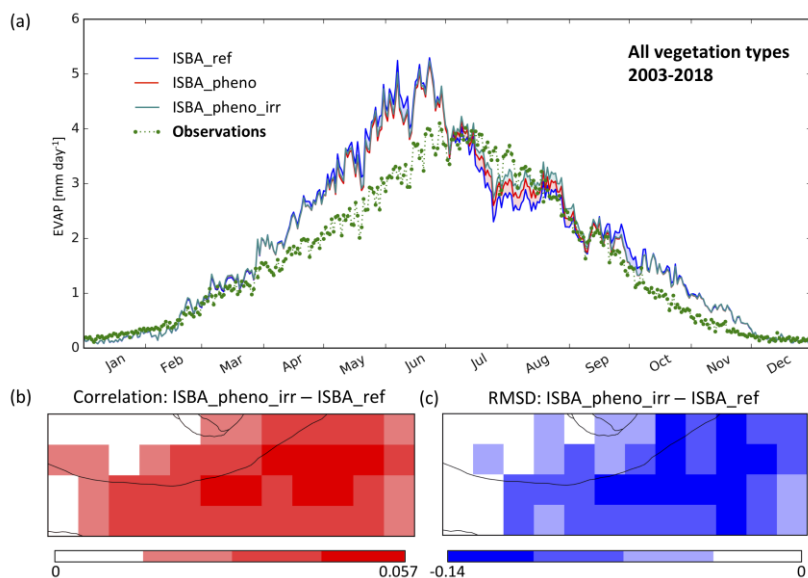 (a)
6
5
4
3
2
1
0
EVAP [mm day⁻¹]
ISBA_ref
ISBA_pheno
ISBA_pheno_irr
Observations
All vegetation types
2003-2018
Jan Feb Mar Apr May Jun Jul Aug Sep Oct Nov Dec
(b) Correlation: ISBA_pheno_irr – ISBA_ref
0 0.057
(c) RMSD: ISBA_pheno_irr – ISBA_ref
-0.14 0